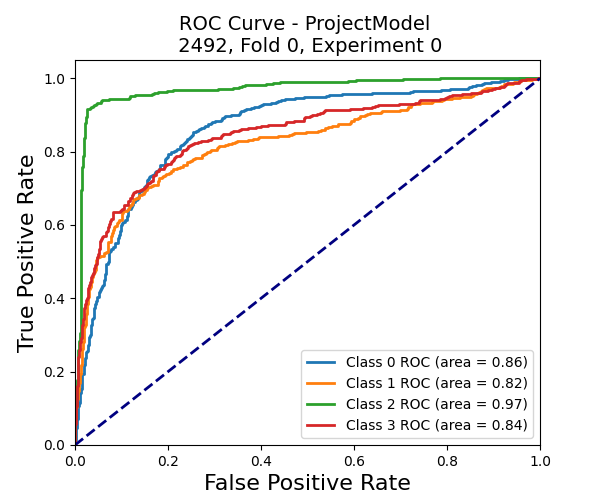 ROC Curve - ProjectModel
2492, Fold 0, Experiment 0
True Positive Rate
1.0
0.8
0.6
0.4
0.2
0.0
Class 0 ROC (area = 0.86)
Class 1 ROC (area = 0.82)
Class 2 ROC (area = 0.97)
Class 3 ROC (area = 0.84)
0.0 0.2 0.4 0.6 0.8 1.0
False Positive Rate